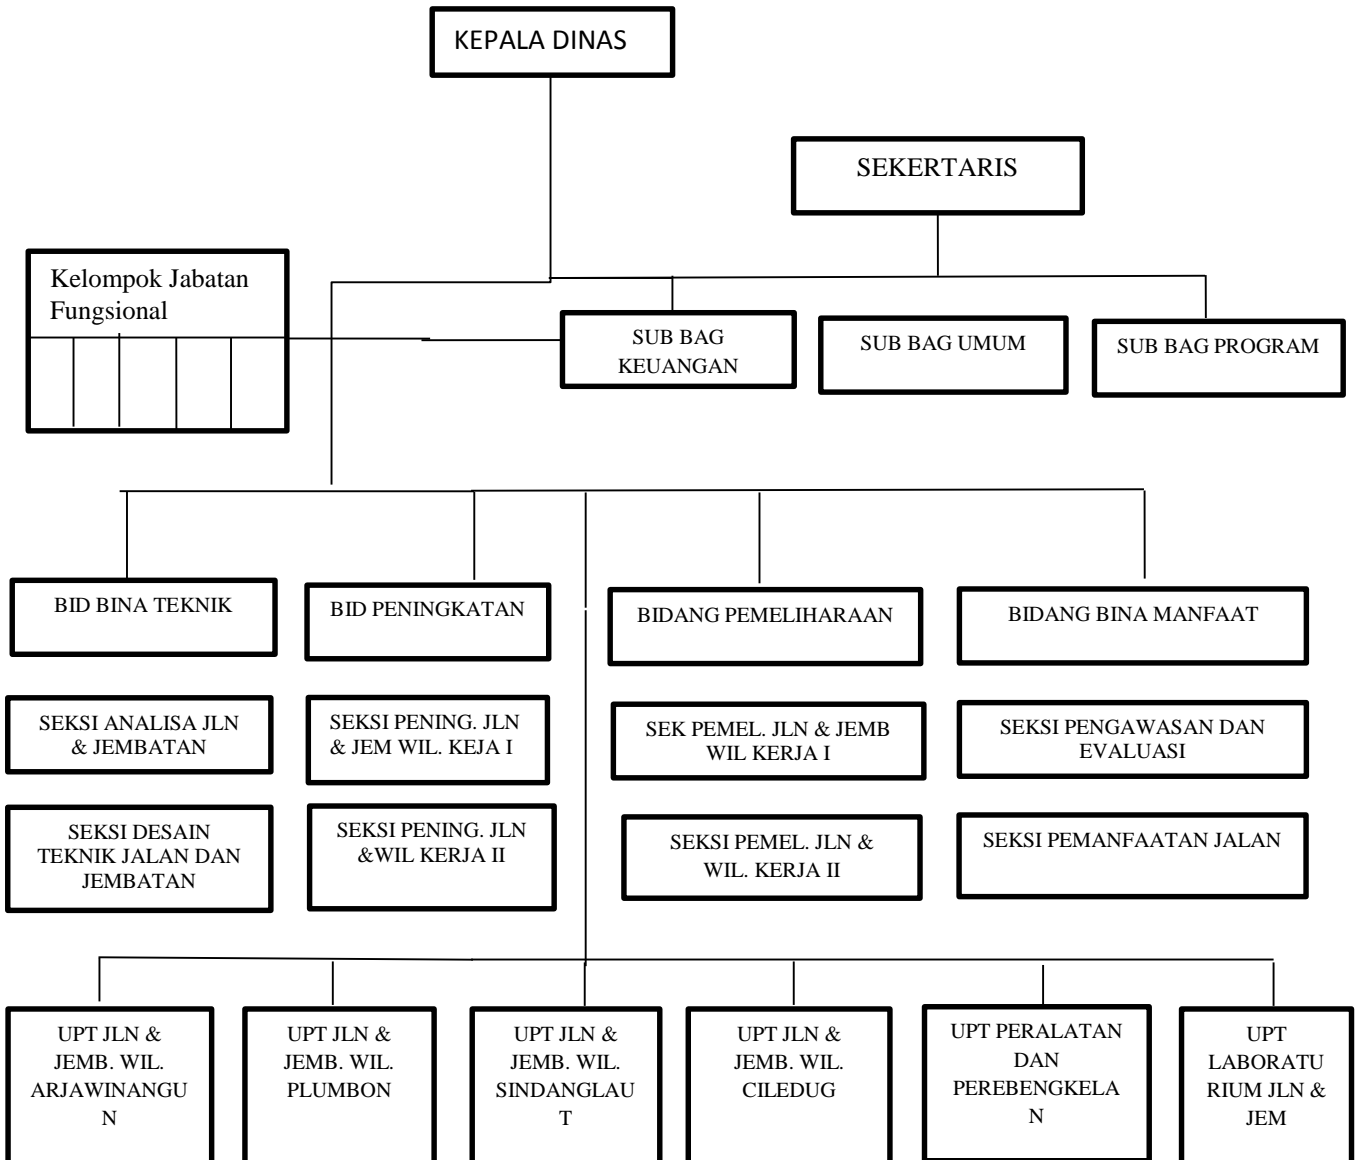 KEPALA DINAS
SEKERTARIS
Kelompok Jabatan
Fungsional
SUB BAG
KEUANGAN
SUB BAG UMUM
SUB BAG PROGRAM
BID BINA TEKNIK
BID PENINGKATAN
BIDANG PEMELIHARAAN
BIDANG BINA MANFAAT
SEKSI ANALISA JLN
& JEMBATAN
SEKSI PENING. JLN
& JEM WIL. KEJA I
SEK PEMEL. JLN & JEMB
WIL KERJA I
SEKSI PENGAWASAN DAN
EVALUASI
SEKSI DESAIN
TEKNIK JALAN DAN
JEMBATAN
SEKSI PENING. JLN
&WIL KERJA II
SEKSI PEMEL. JLN &
WIL. KERJA II
SEKSI PEMANFAATAN JALAN
UPT JLN &
JEMB. WIL.
ARJAWINANGU
N
UPT JLN &
JEMB. WIL.
PLUMBON
UPT JLN &
JEMB. WIL.
SINDANGLAU
T
UPT JLN &
JEMB. WIL.
CILEDUG
UPT PERALATAN
DAN
PEREBENGKELA
N
UPT
LABORATU
RIUM JLN &
JEM